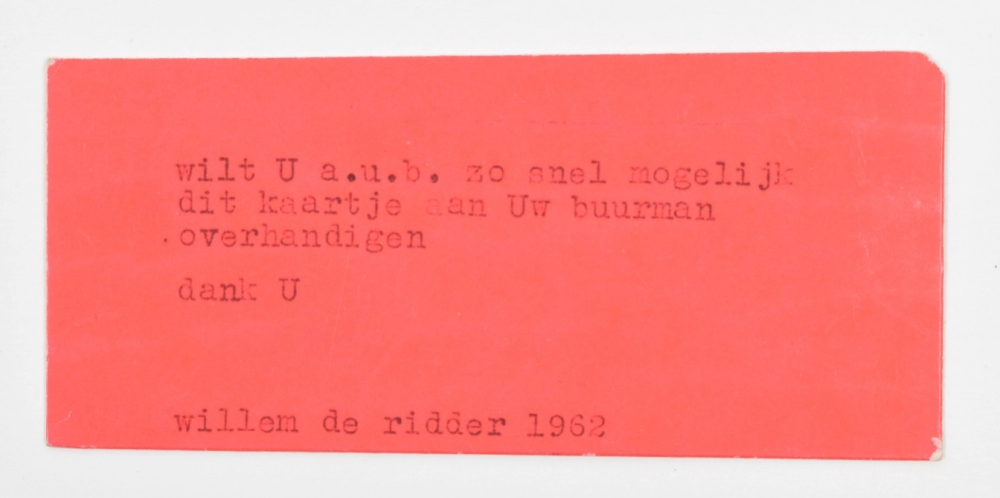 wilt U a.u.b. zo snel mogelijk
dit kaartje aan Uw buurman
overhandigen
dank U
willem de ridder 1962